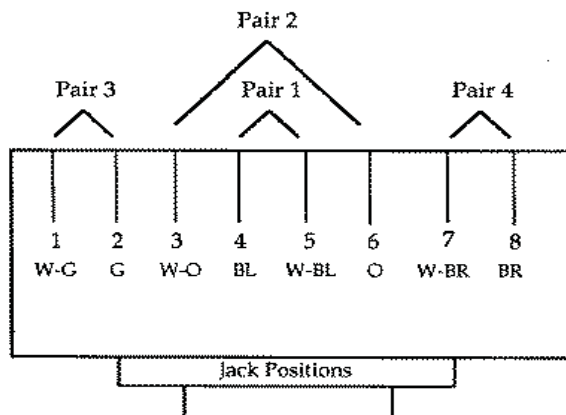 Pair 2
Pair 3 Pair 1 Pair 4
1 2 3 4 5 6 7 8
W-G G W-O BL W-BL O W-BR BR
Jack Positions